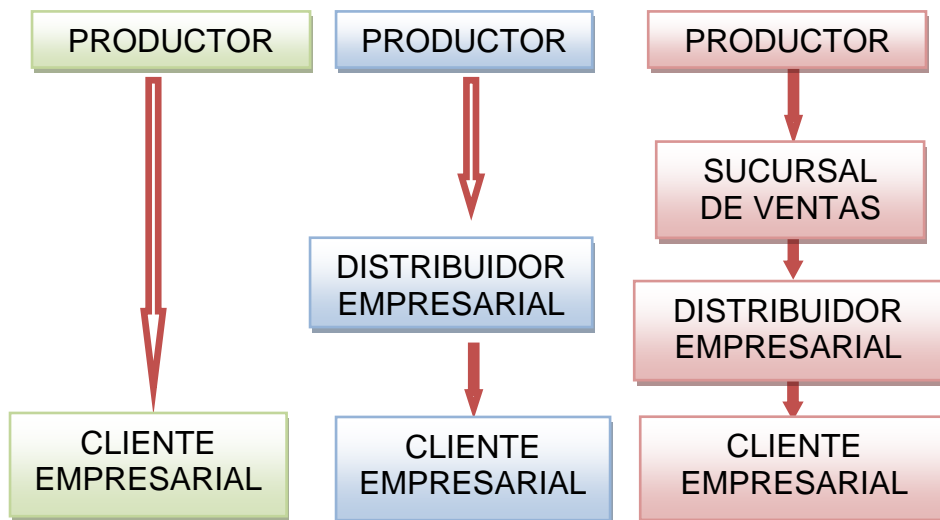 PRODUCTOR
CLIENTE
EMPRESARIAL
PRODUCTOR
DISTRIBUIDOR
EMPRESARIAL
CLIENTE
EMPRESARIAL
PRODUCTOR
SUCURSAL
DE VENTAS
DISTRIBUIDOR
EMPRESARIAL
CLIENTE
EMPRESARIAL